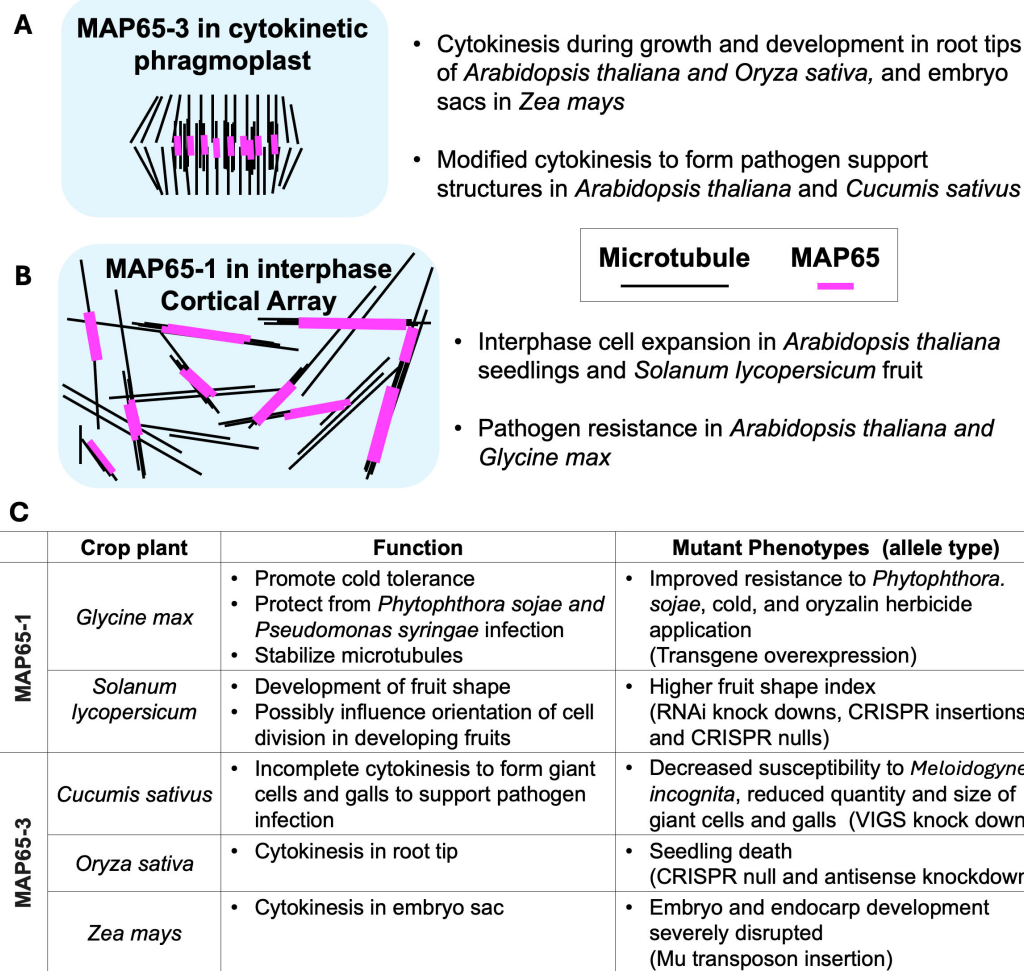 A
MAP65-3 in cytokinetic
phragmoplast
• Cytokinesis during growth and development in root tips
of Arabidopsis thaliana and Oryza sativa, and embryo
sacs in Zea mays
• Modified cytokinesis to form pathogen support
structures in Arabidopsis thaliana and Cucumis sativus
Microtubule MAP65
B
MAP65-1 in interphase
Cortical Array
• Interphase cell expansion in Arabidopsis thaliana
seedlings and Solanum lycopersicum fruit
• Pathogen resistance in Arabidopsis thaliana and
Glycine max
C
Crop plant Function Mutant Phenotypes (allele type)
MAP65-1
Glycine max
• Promote cold tolerance
• Protect from Phytophthora sojae and
Pseudomonas syringae infection
• Stabilize microtubules
• Improved resistance to Phytophthora.
sojae, cold, and oryzalin herbicide
application
(Transgene overexpression)
Solanum
lycopersicum
• Development of fruit shape
• Possibly influence orientation of cell
division in developing fruits
• Higher fruit shape index
(RNAi knock downs, CRISPR insertions
and CRISPR nulls)
MAP65-3
Cucumis sativus
• Incomplete cytokinesis to form giant
cells and galls to support pathogen
infection
• Decreased susceptibility to Meloidogyne
incognita, reduced quantity and size of
giant cells and galls (VIGS knock down
Oryza sativa
• Cytokinesis in root tip
• Seedling death
(CRISPR null and antisense knockdown
Zea mays
• Cytokinesis in embryo sac
• Embryo and endocarp development
severely disrupted
(Mu transposon insertion)